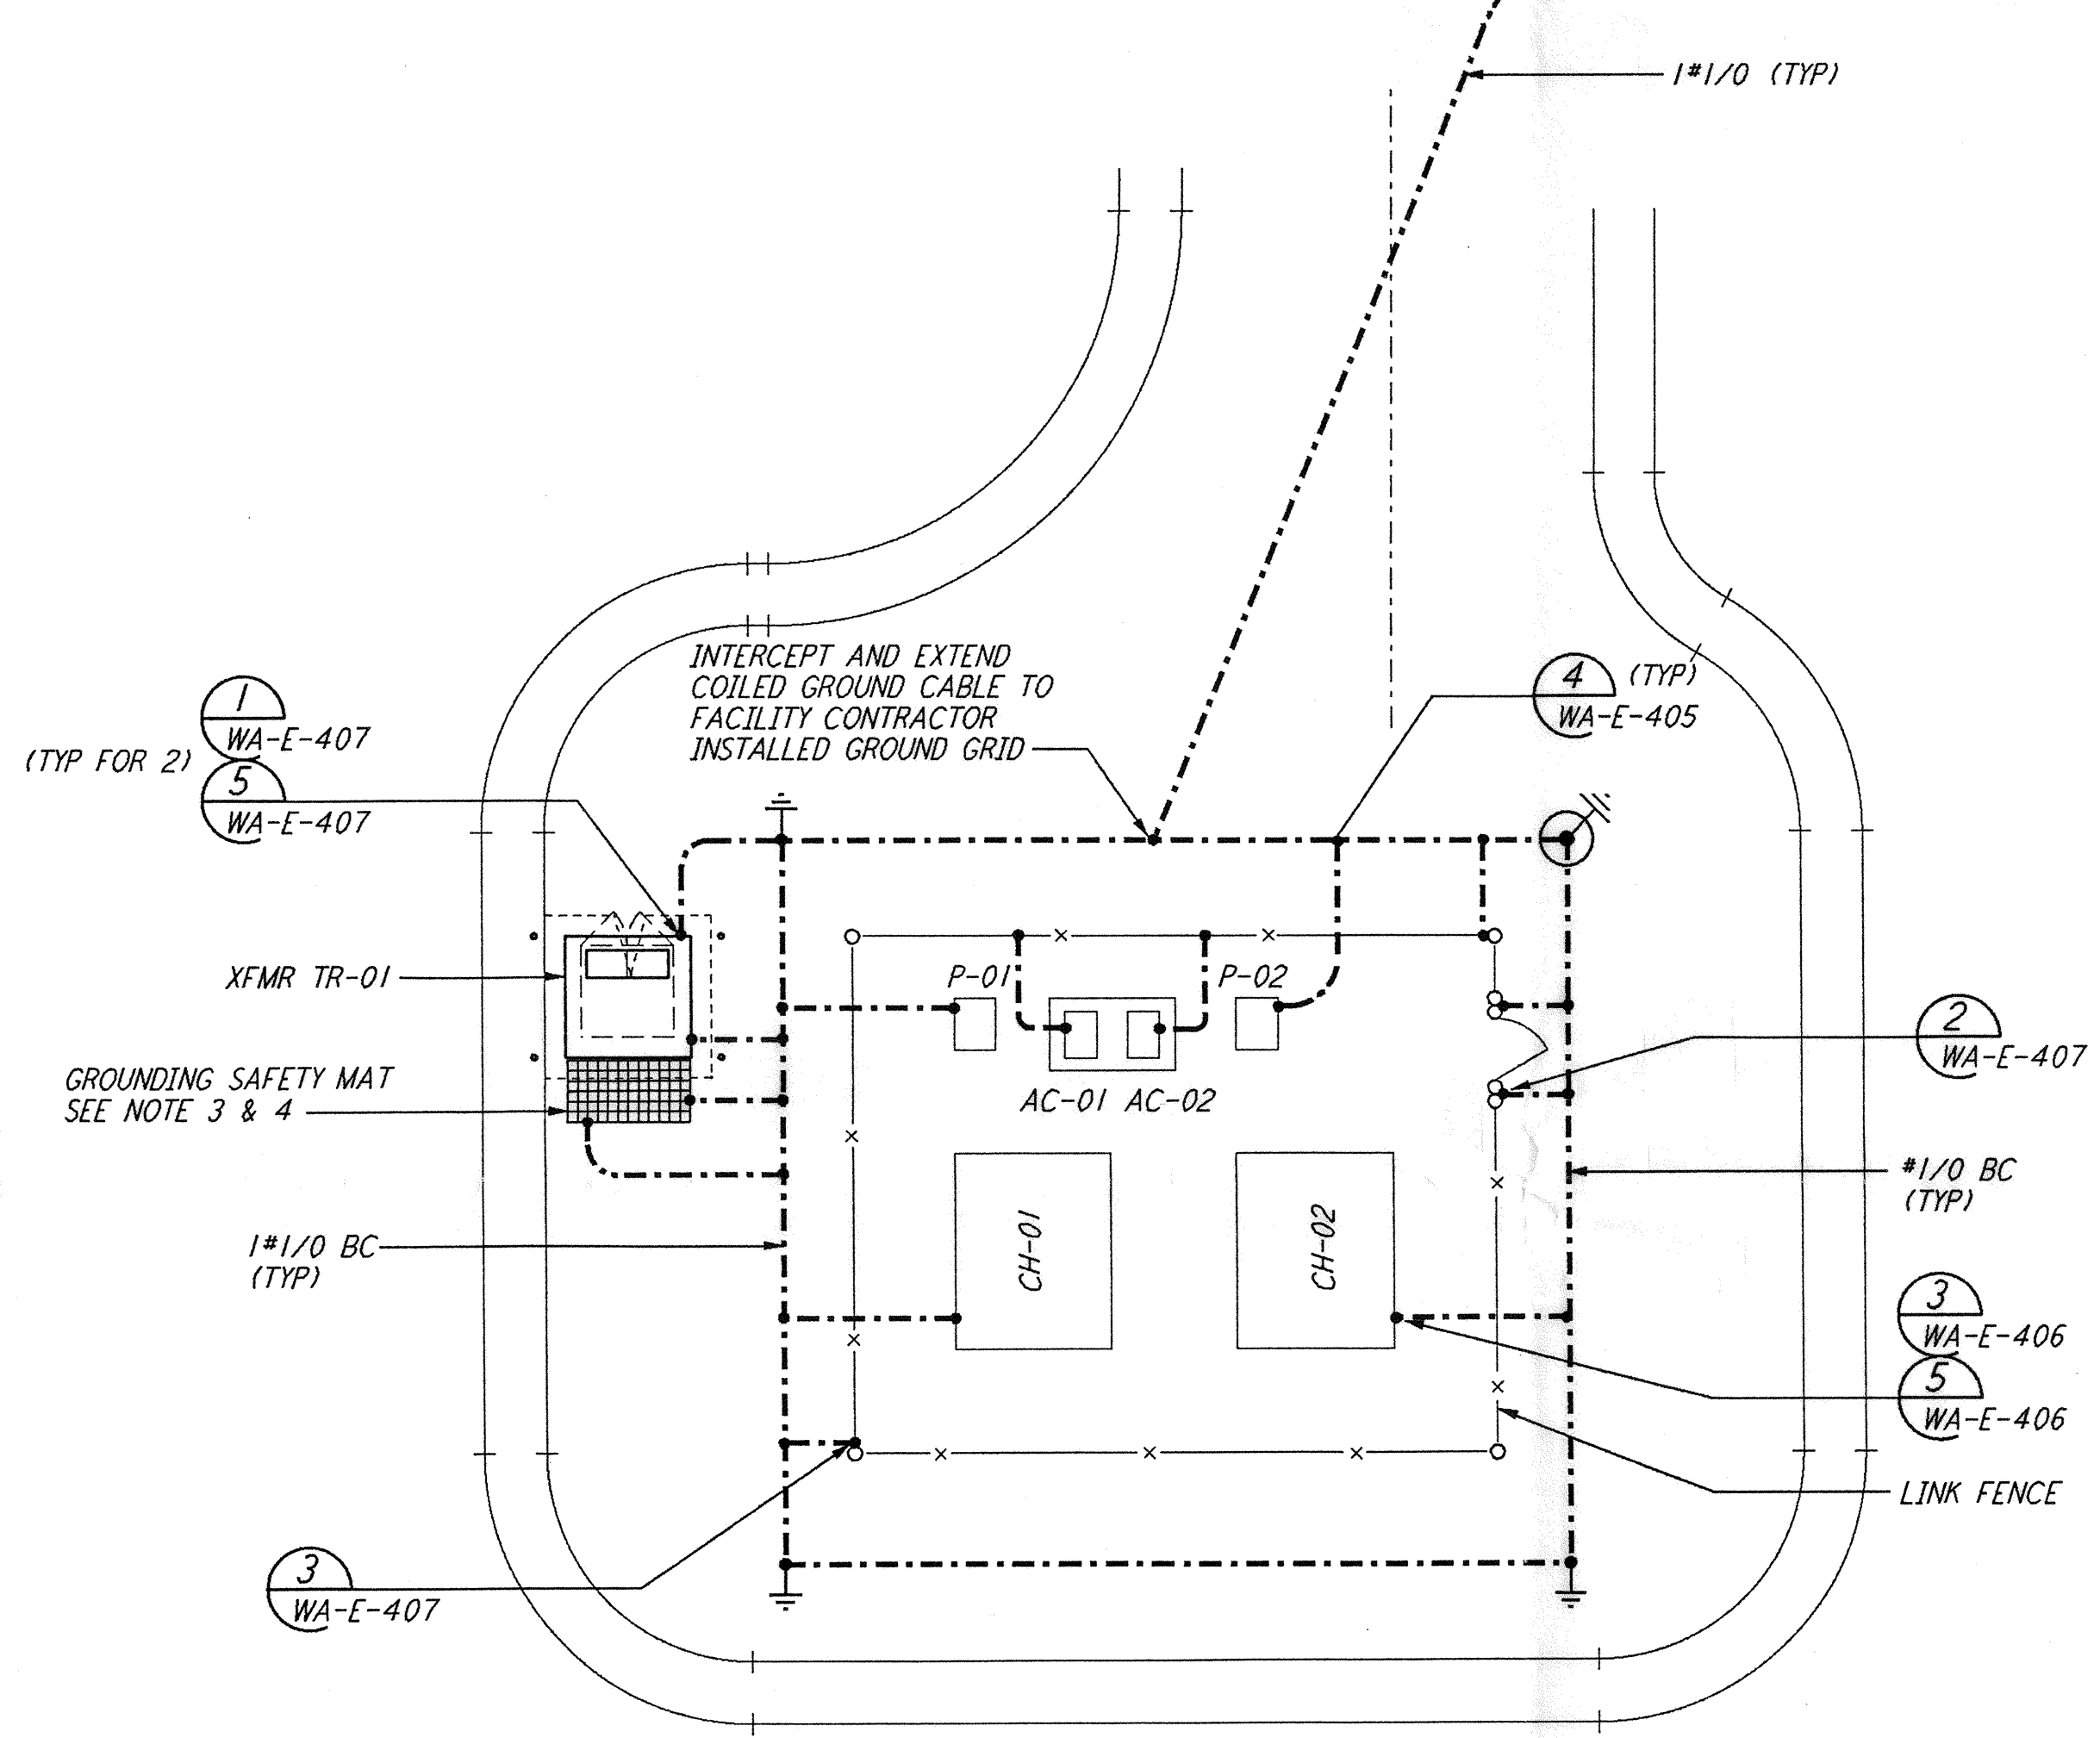 1#1/0 (TYP)
INTERCEPT AND EXTEND
COILED GROUND CABLE TO
FACILITY CONTRACTOR
INSTALLED GROUND GRID
4 (TYP)
WA-E-405
1
WA-E-407
(TYP FOR 2)
5
WA-E-407
XFMR TR-01
P-01
P-02
AC-01 AC-02
2
WA-E-407
GROUNDING SAFETY MAT
SEE NOTE 3 & 4
#1/0 BC
(TYP)
1#1/0 BC
(TYP)
CH-01
CH-02
3
WA-E-406
5
WA-E-406
LINK FENCE
3
WA-E-407